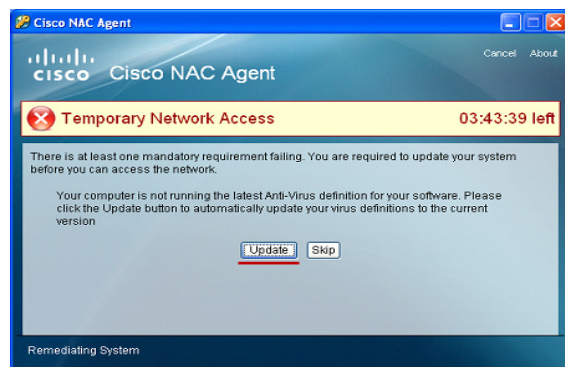 Cisco NAC Agent
Cancel About
CISCO Cisco NAC Agent
Temporary Network Access 03:43:39 left
There is at least one mandatory requirement failing. You are required to update your system
before you can access the network.
Your computer is not running the latest Anti-Virus definition for your software. Please
click the Update button to automatically update your virus definitions to the current
version
Update Skip
Remediating System